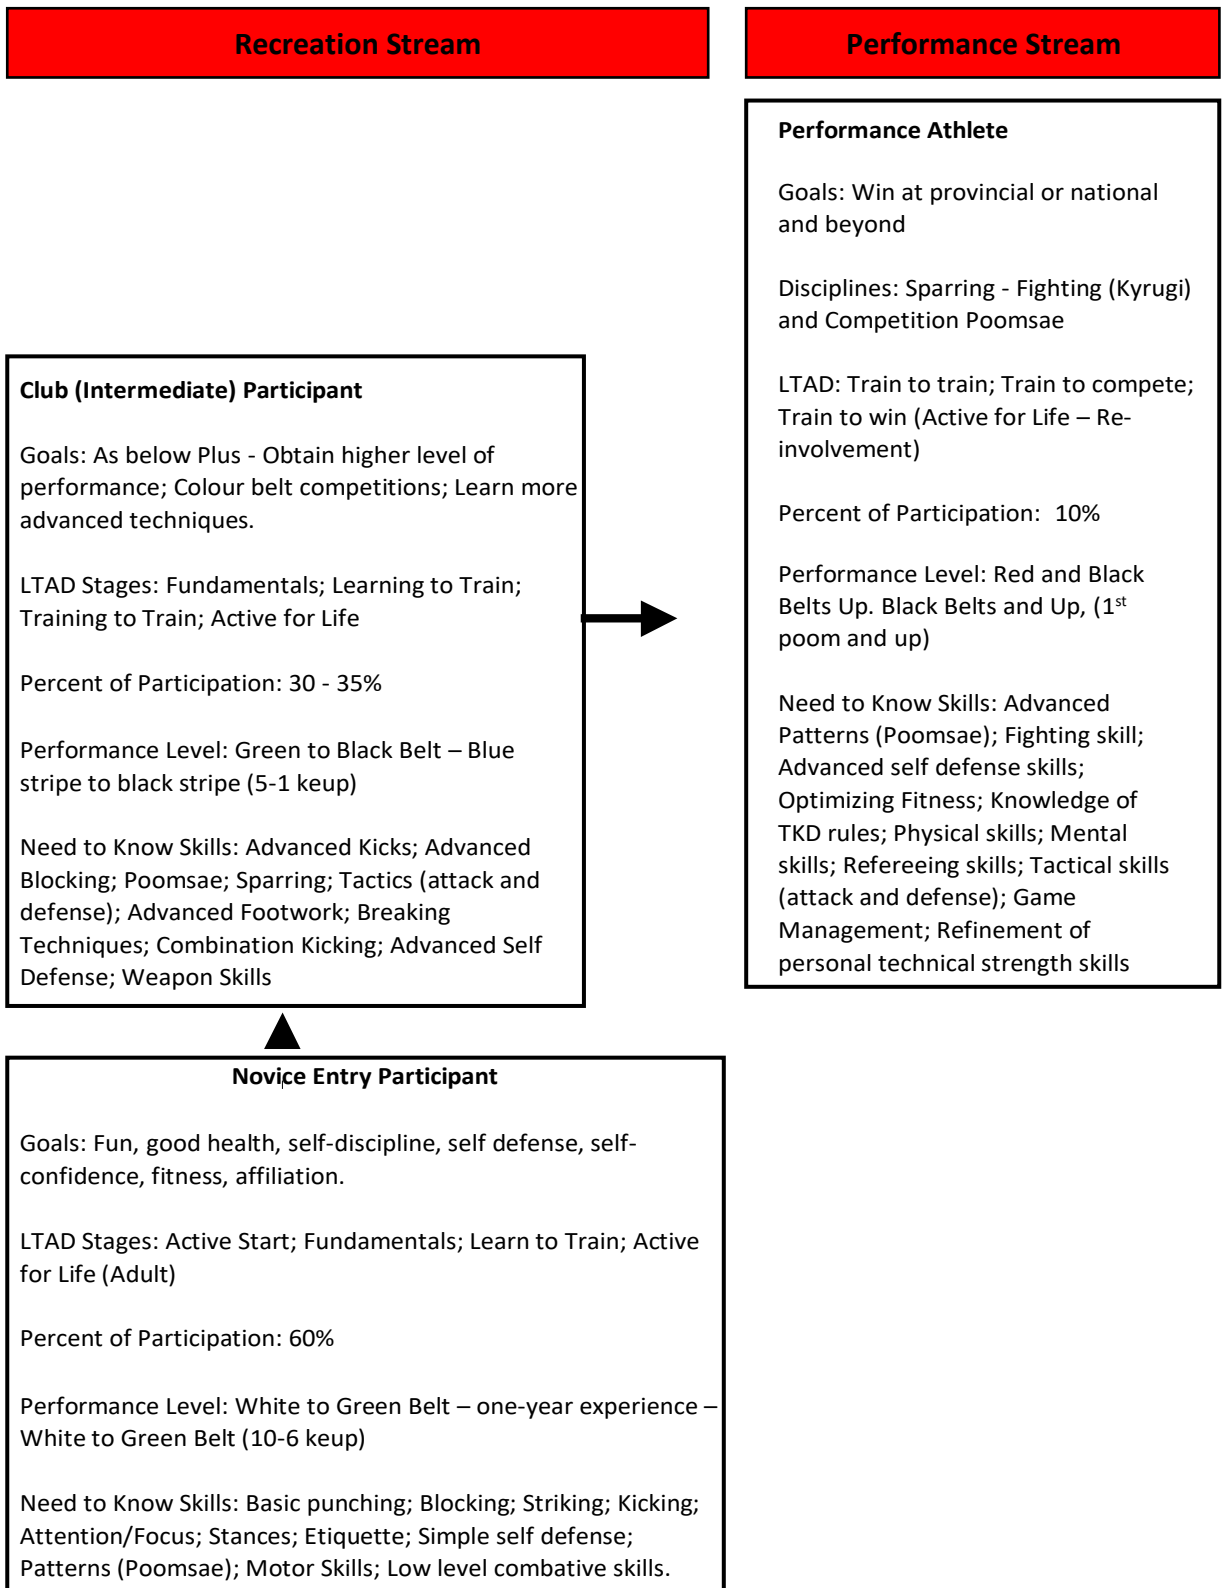 Recreation Stream
Performance Stream
Performance Athlete
Goals: Win at provincial or national
and beyond
Disciplines: Sparring - Fighting (Kyrugi)
and Competition Poomsae
LTAD: Train to train; Train to compete;
Train to win (Active for Life – Re-
involvement)
Percent of Participation: 10%
Performance Level: Red and Black
Belts Up. Black Belts and Up, (1st
poom and up)
Need to Know Skills: Advanced
Patterns (Poomsae); Fighting skill;
Advanced self defense skills;
Optimizing Fitness; Knowledge of
TKD rules; Physical skills; Mental
skills; Refereeing skills; Tactical skills
(attack and defense); Game
Management; Refinement of
personal technical strength skills
Club (Intermediate) Participant
Goals: As below Plus - Obtain higher level of
performance; Colour belt competitions; Learn more
advanced techniques.
LTAD Stages: Fundamentals; Learning to Train;
Training to Train; Active for Life
Percent of Participation: 30 - 35%
Performance Level: Green to Black Belt – Blue
stripe to black stripe (5-1 keup)
Need to Know Skills: Advanced Kicks; Advanced
Blocking; Poomsae; Sparring; Tactics (attack and
defense); Advanced Footwork; Breaking
Techniques; Combination Kicking; Advanced Self
Defense; Weapon Skills
Novice Entry Participant
Goals: Fun, good health, self-discipline, self defense, self-
confidence, fitness, affiliation.
LTAD Stages: Active Start; Fundamentals; Learn to Train; Active
for Life (Adult)
Percent of Participation: 60%
Performance Level: White to Green Belt – one-year experience –
White to Green Belt (10-6 keup)
Need to Know Skills: Basic punching; Blocking; Striking; Kicking;
Attention/Focus; Stances; Etiquette; Simple self defense;
Patterns (Poomsae); Motor Skills; Low level combative skills.